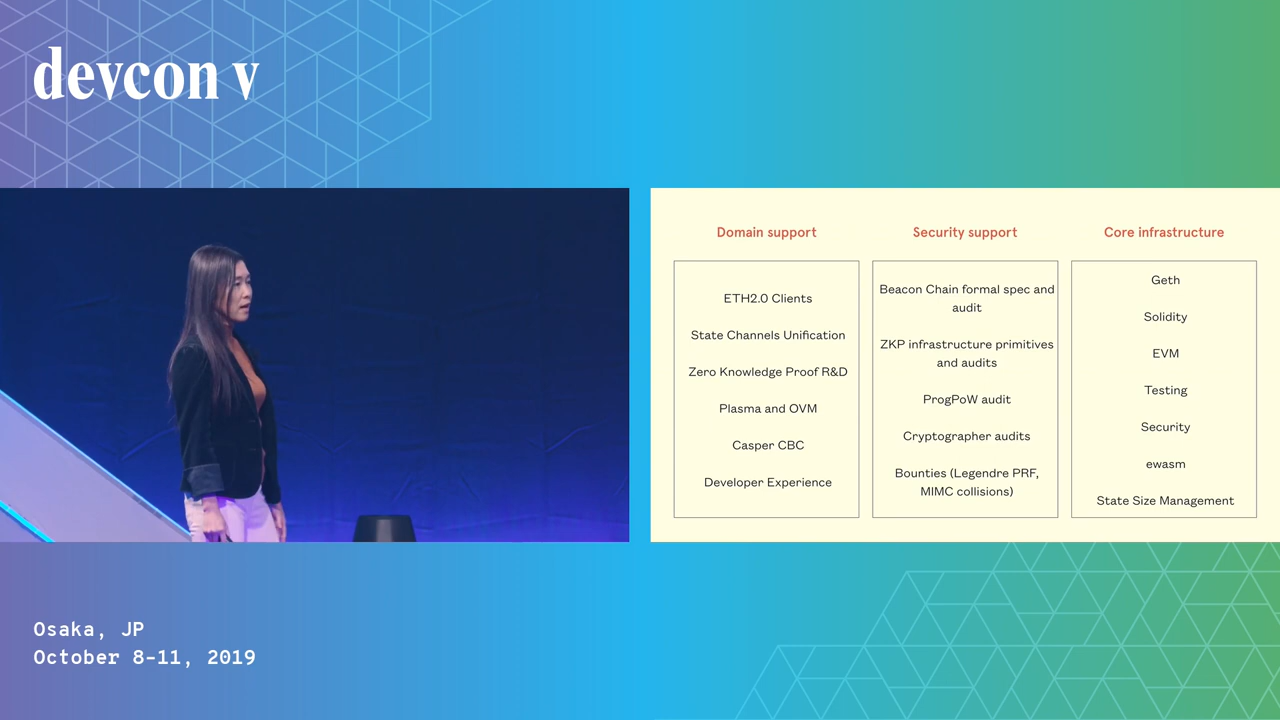 devcon v
Domain support
ETH2.0 Clients
State Channels Unification
Zero Knowledge Proof R&D
Plasma and OVM
Casper CBC
Developer Experience
Security support
Beacon Chain formal spec and
audit
ZKP infrastructure primitives
and audits
ProgPoW audit
Cryptographer audits
Bounties (Legendre PRF,
MIMC collisions)
Core infrastructure
Geth
Solidity
EVM
Testing
Security
ewasm
State Size Management
Osaka, JP
October 8-11, 2019